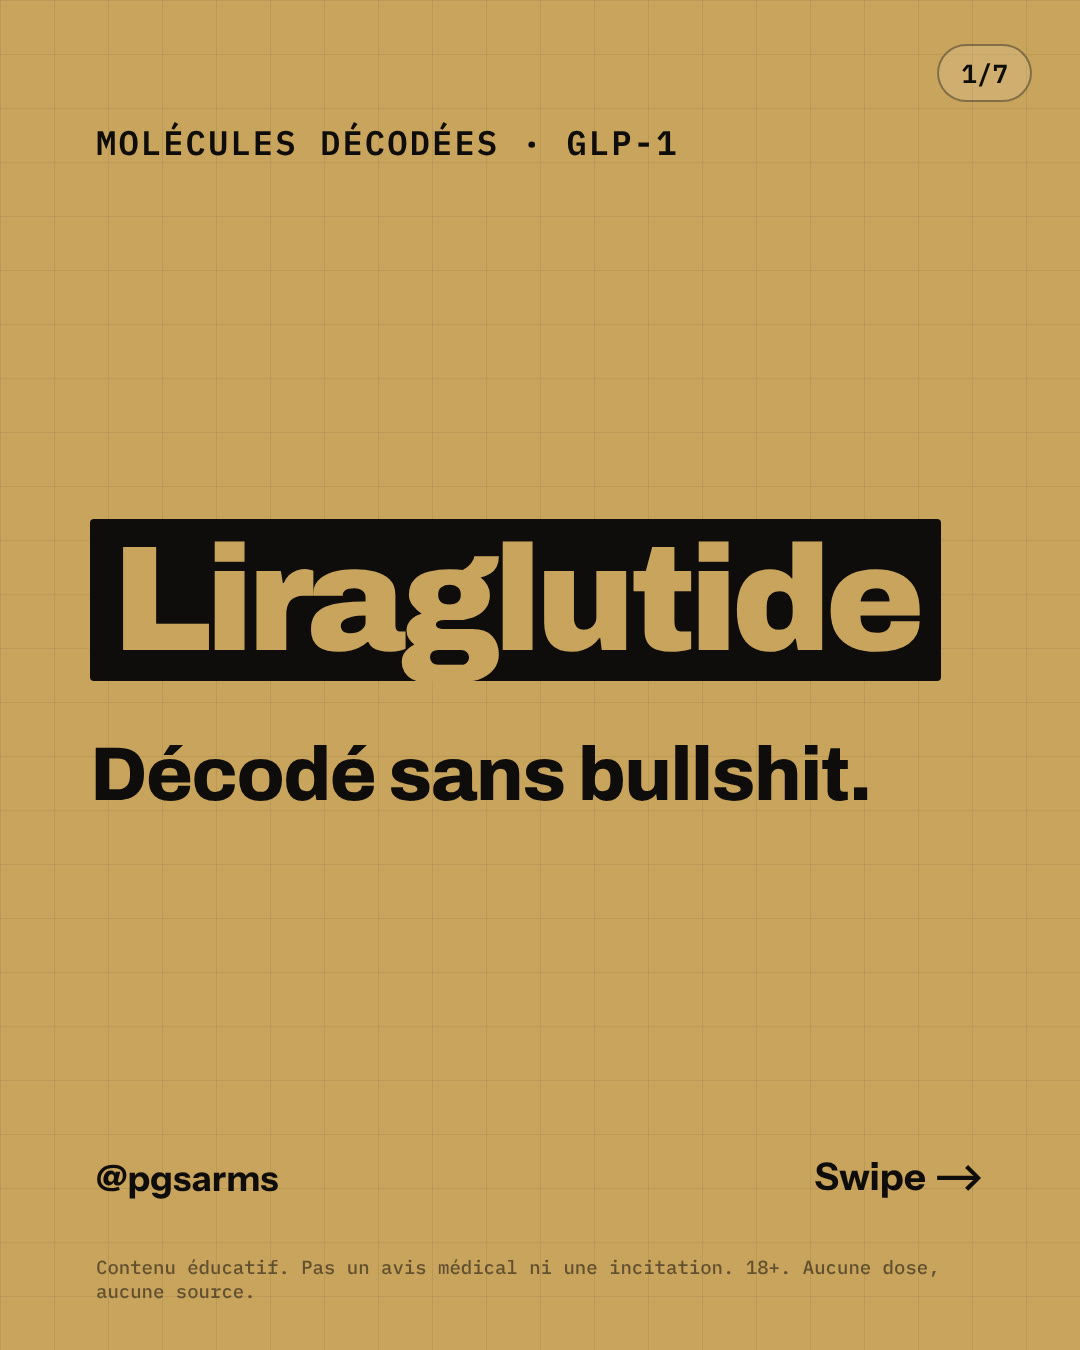 1/7
MOLÉCULES DÉCODÉES · GLP-1
Liraglutide
Décodé sans bullshit.
@pgsarms
Swipe →
Contenu éducatif. Pas un avis médical ni une incitation. 18+. Aucune dose,
aucune source.